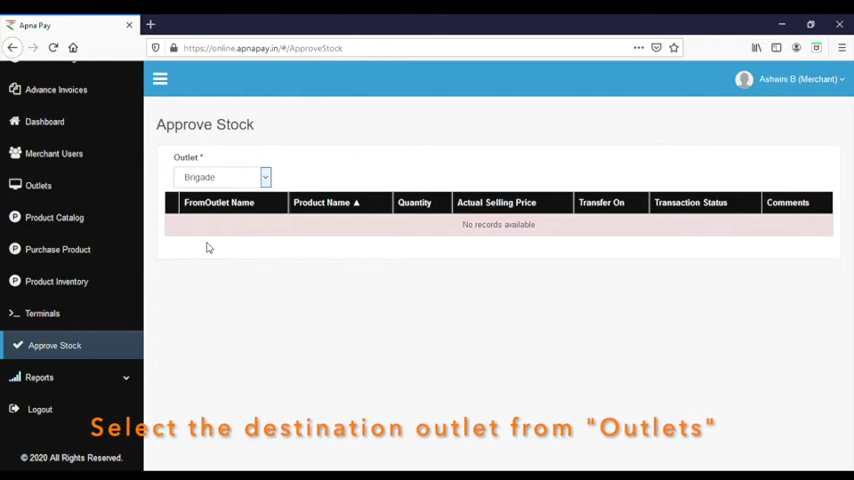 Apna Pay
https://online.apnapay.in/#/ApproveStock
Advance Invoices
Ashwini B (Merchant)
Dashboard
Merchant Users
Outlets
Product Catalog
Purchase Product
Product Inventory
Terminals
Approve Stock
Reports
Logout
© 2020 All Rights Reserved.
Approve Stock
Outlet *
Brigade
FromOutlet Name Product Name ▲ Quantity Actual Selling Price Transfer On Transaction Status Comments
No records available
Select the destination outlet from "Outlets"